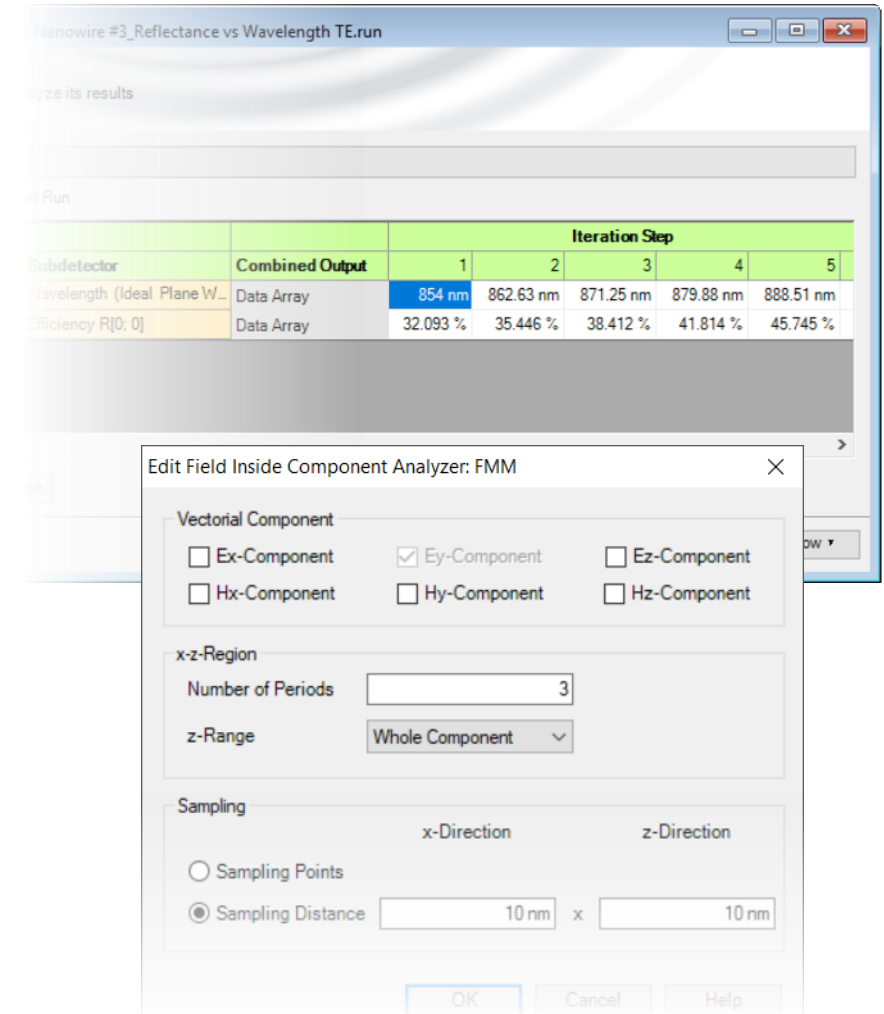 Nanowire #3_Reflectance vs Wavelength TE.run
lyze its results
Run
Iteration Step
Subdetector Combined Output 1 2 3 4 5
Wavelength (Ideal Plane W... Data Array 854 nm 862.63 nm 871.25 nm 879.88 nm 888.51 nm
Efficiency R[0; 0] Data Array 32.093 % 35.446 % 38.412 % 41.814 % 45.745 %
Edit Field Inside Component Analyzer: FMM
Vectorial Component
ow
Ex-Component Ey-Component Ez-Component
Hx-Component Hy-Component Hz-Component
x-z-Region
Number of Periods 3
z-Range Whole Component
Sampling
x-Direction z-Direction
Sampling Points
Sampling Distance 10 nm x 10 nm
OK Cancel Help